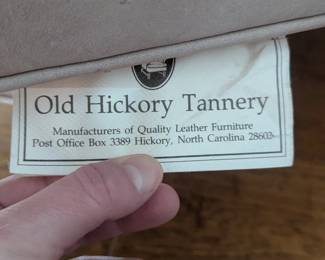 Old Hickory Tannery
Manufacturers of Quality Leather Furniture
Post Office Box 3389 Hickory, North Carolina 28603